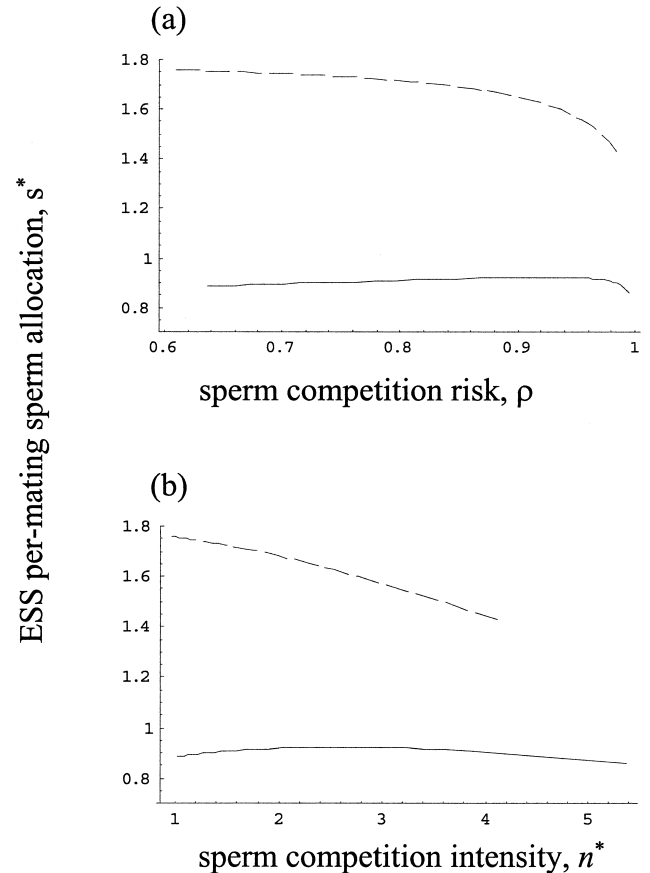 (a)
1.8
1.6
1.4
1.2
1
0.8
0.6 0.7 0.8 0.9 1
sperm competition risk, ρ
ESS per-mating sperm allocation, s*
(b)
1.8
1.6
1.4
1.2
1
0.8
1 2 3 4 5
sperm competition intensity, n*